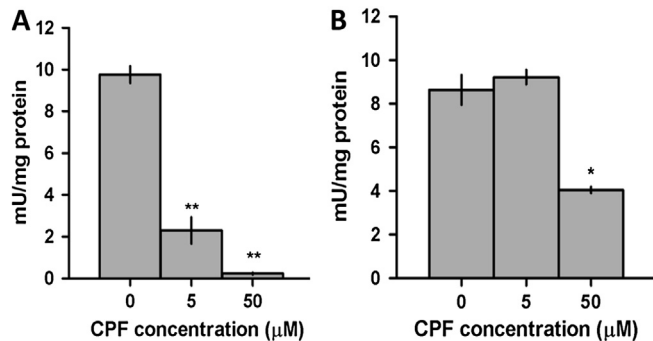 A
12
10
8
6
4
2
0
mU/mg protein
**
**
0 5 50
CPF concentration (μM)
B
12
10
8
6
4
2
0
mU/mg protein
*
0 5 50
CPF concentration (μM)